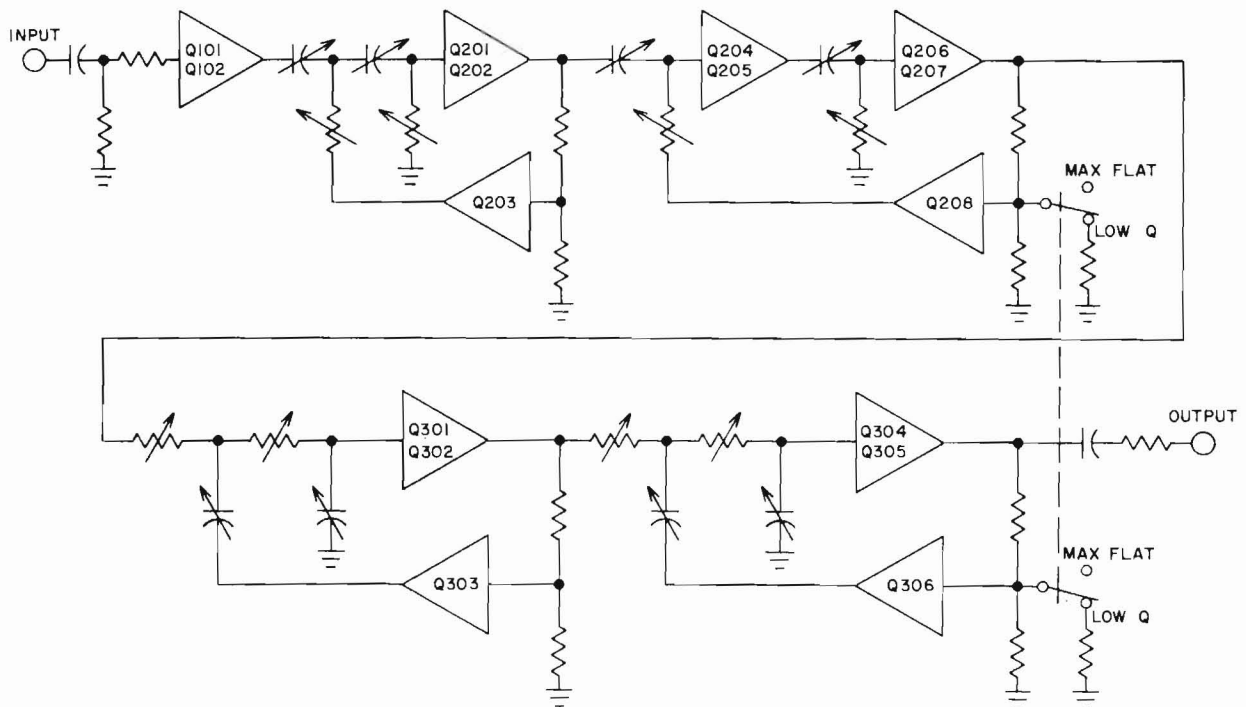 INPUT
Q101
Q102
Q201
Q202
Q204
Q205
Q206
Q207
Q203
Q208
MAX FLAT
LOW Q
Q301
Q302
Q304
Q305
OUTPUT
Q303
Q306
MAX FLAT
LOW Q